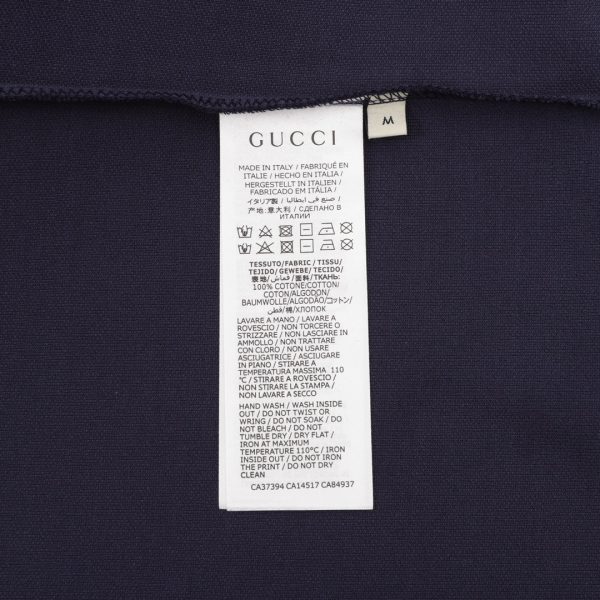 GUCCI
M
MADE IN ITALY / FABRIQUÉ EN
ITALIE / HECHO EN ITALIA /
HERGESTELLT IN ITALIEN /
FABRICADO EM ITÁLIA /
イタリア製 / صنع في ايطاليا /
产地:意大利 / СДЕЛАНО В
ИТАЛИИ
TESSUTO/FABRIC / TISSU/
TEJIDO/GEWEBE/ TECIDO/
表地/قماش/面料/ТКАНЬ:
100% COTONE/COTTON/
COTON/ALGODON/
BAUMWOLLE/ALGODÃO/コットン/
قطن/棉/ХЛОПОК
LAVARE A MANO / LAVARE A
ROVESCIO / NON TORCERE O
STRIZZARE / NON LASCIARE IN
AMMOLLO / NON TRATTARE
CON CLORO / NON USARE
ASCIUGATRICE / ASCIUGARE
IN PIANO / STIRARE A
TEMPERATURA MASSIMA 110
°C / STIRARE A ROVESCIO /
NON STIRARE LA STAMPA /
NON LAVARE A SECCO
HAND WASH / WASH INSIDE
OUT / DO NOT TWIST OR
WRING / DO NOT SOAK / DO
NOT BLEACH / DO NOT
TUMBLE DRY / DRY FLAT /
IRON AT MAXIMUM
TEMPERATURE 110°C / IRON
INSIDE OUT / DO NOT IRON
THE PRINT / DO NOT DRY
CLEAN
CA37394 CA14517 CA84937